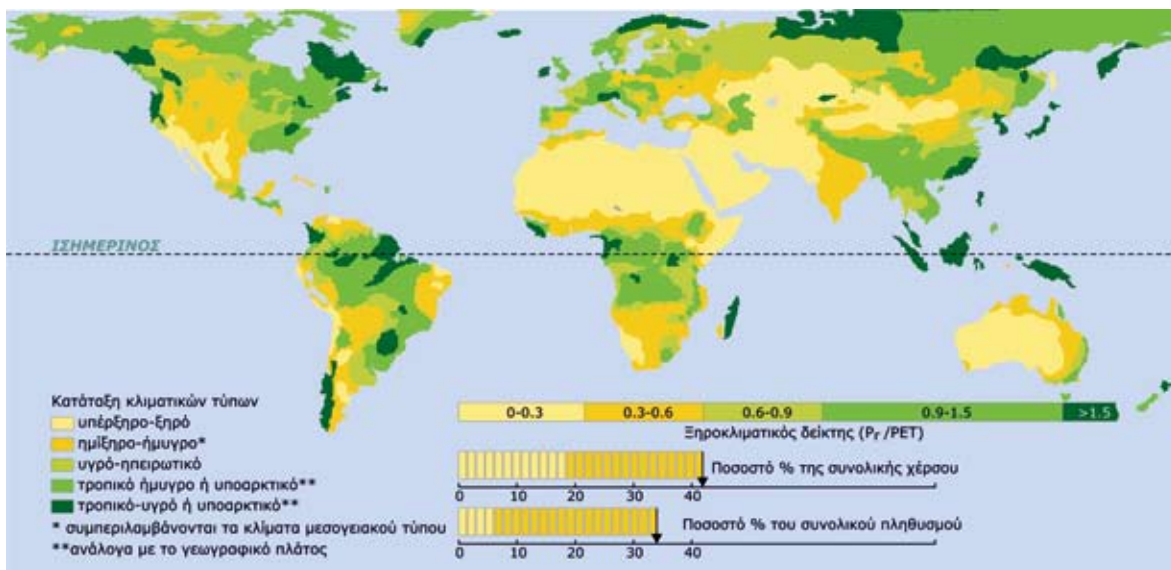 ΙΣΗΜΕΡΙΝΟΣ
Κατάταξη κλιματικών τύπων
υπέρξηρο-ξηρό
ημίξηρο-ήμυγρο*
υγρό-ηπειρωτικό
τροπικό ήμυγρο ή υποαρκτικό**
τροπικό-υγρό ή υποαρκτικό**
* συμπεριλαμβάνονται τα κλίματα μεσογειακού τύπου
**ανάλογα με το γεωγραφικό πλάτος
0-0.3 0.3-0.6 0.6-0.9 0.9-1.5 >1.5
Ξηροκλιματικός δείκτης (Pr /PET)
Ποσοστό % της συνολικής χέρσου
0 10 20 30 40
Ποσοστό % του συνολικού πληθυσμού
0 10 20 30 40